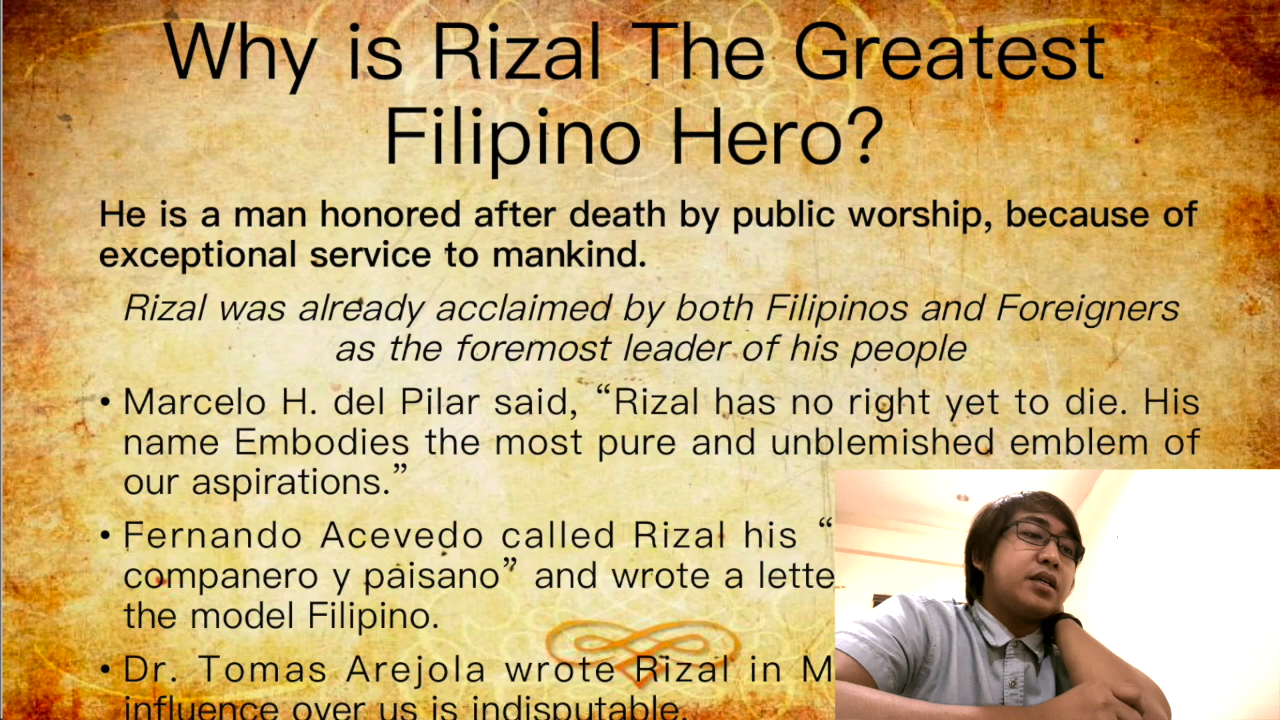 Why is Rizal The Greatest
Filipino Hero?
He is a man honored after death by public worship, because of
exceptional service to mankind.
Rizal was already acclaimed by both Filipinos and Foreigners
as the foremost leader of his people
• Marcelo H. del Pilar said, “Rizal has no right yet to die. His
name Embodies the most pure and unblemished emblem of
our aspirations.”
• Fernando Acevedo called Rizal his “
companero y paisano” and wrote a lette
the model Filipino.
• Dr. Tomas Arejola wrote Rizal in M
influence over us is indisputable.